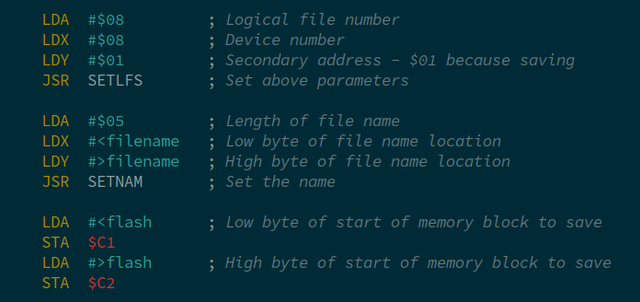 LDA #$08 ; Logical file number
LDX #$08 ; Device number
LDY #$01 ; Secondary address – $01 because saving
JSR SETLFS ; Set above parameters
LDA #$05 ; Length of file name
LDX #<filename ; Low byte of file name location
LDY #>filename ; High byte of file name location
JSR SETNAM ; Set the name
LDA #<flash ; Low byte of start of memory block to save
STA $C1
LDA #>flash ; High byte of start of memory block to save
STA $C2